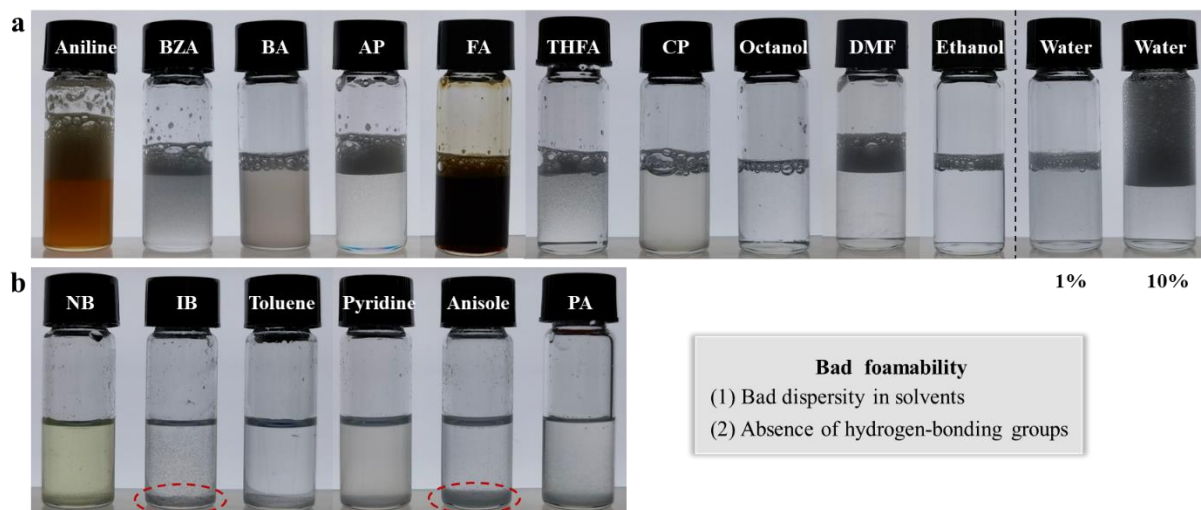 a
Aniline BZA BA AP FA THFA CP Octanol DMF Ethanol Water Water
1% 10%
b
NB IB Toluene Pyridine Anisole PA
Bad foamability
(1) Bad dispersity in solvents
(2) Absence of hydrogen-bonding groups